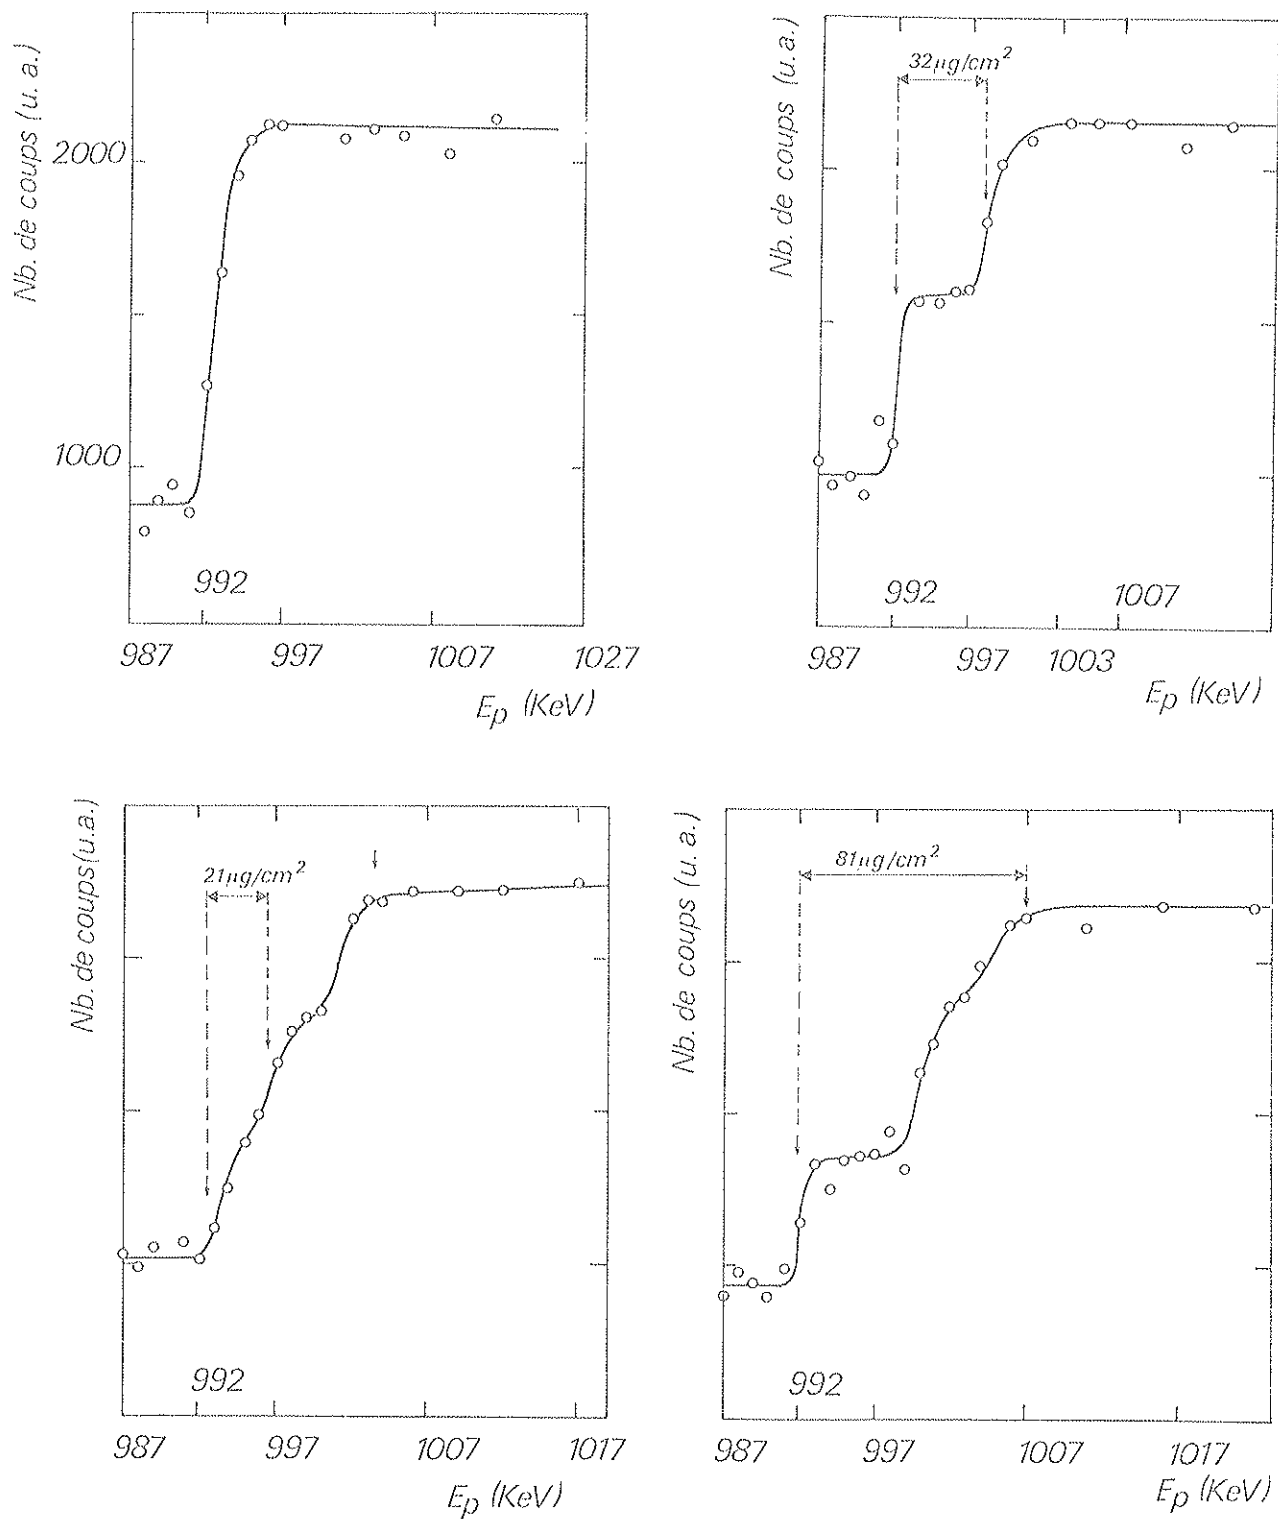 Nb. de coups (u. a.)
2000
1000
992
987 997 1007 1027
Ep (KeV)
Nb. de coups (u. a.)
32µg/cm²
992 1007
987 997 1003
Ep (KeV)
Nb. de coups (u.a.)
21µg/cm²
992
987 997 1007 1017
Ep (KeV)
Nb. de coups (u. a.)
81µg/cm²
992
987 997 1007 1017
Ep (KeV)